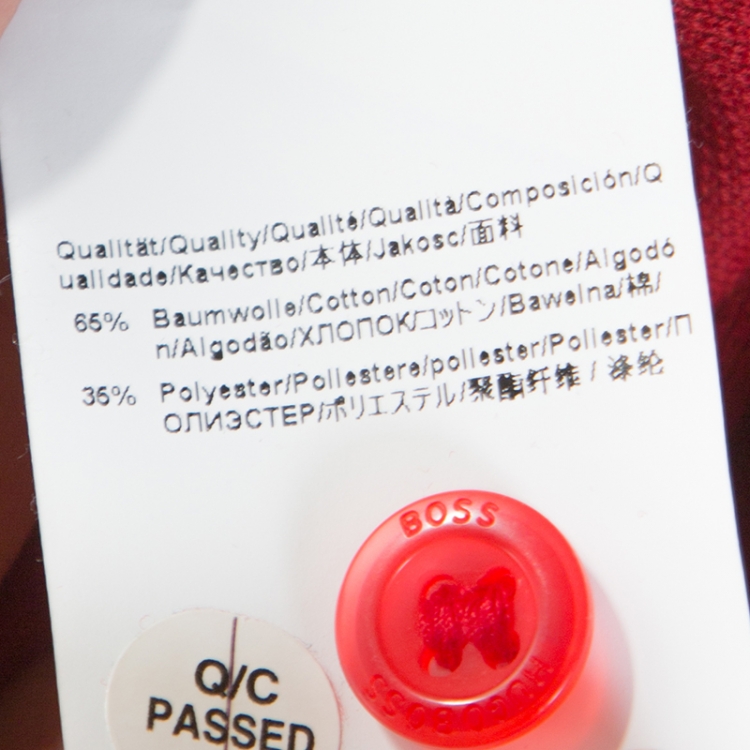 Qualität/Quality/Qualité/Qualità/Composición/Q
ualidade/Качество/本体/Jakosc/面料
65% Baumwolle/Cotton/Coton/Cotone/Algodó
n/Algodão/ХЛОПОК/コットン/Bawelna/棉/
35% Polyester/Poliestere/poliester/Poliester/П
ОЛИЭСТЕР/ポリエステル/聚酯纤维 / 涤纶
BOSS
HUGO BOSS
Q/C
PASSED